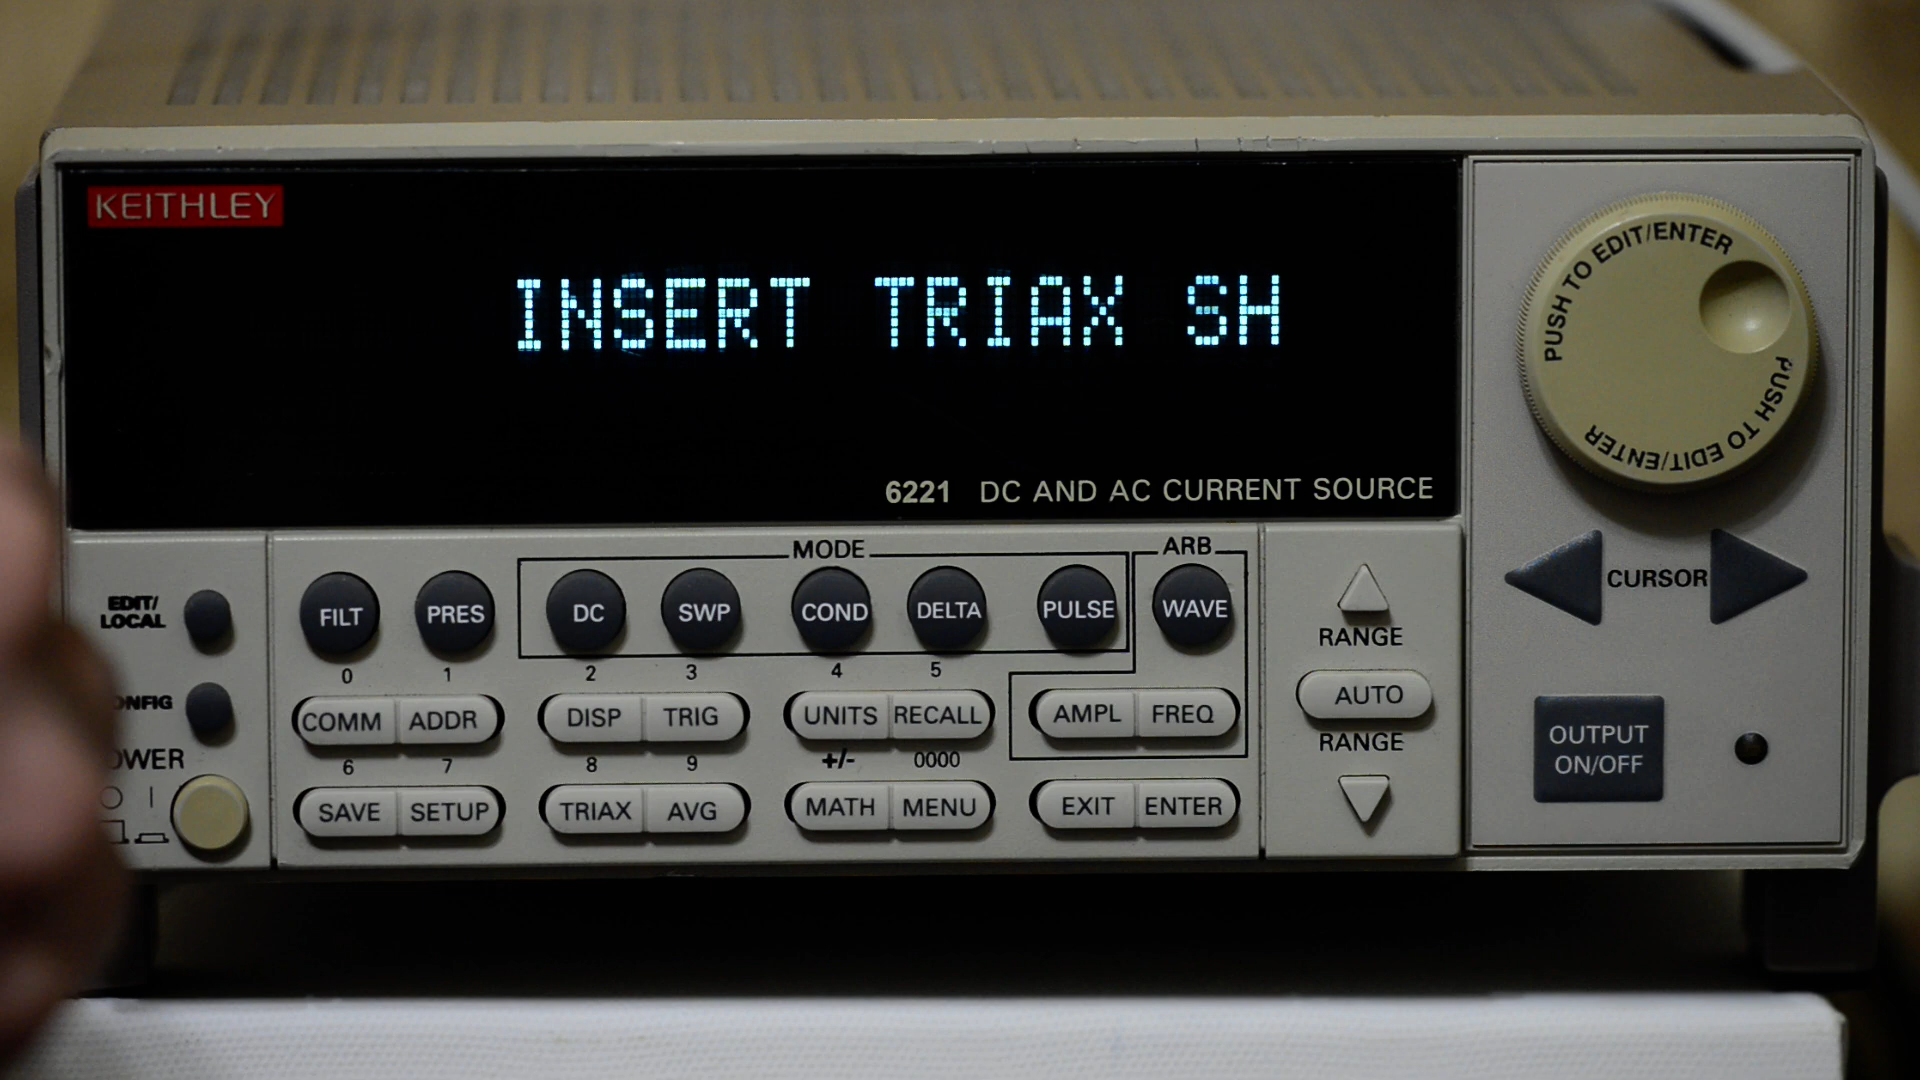 KEITHLEY
INSERT TRIAX SH
6221 DC AND AC CURRENT SOURCE
PUSH TO EDIT/ENTER
PUSH TO EDIT/ENTER
MODE
ARB
EDIT/
LOCAL
FILT
PRES
DC
SWP
COND
DELTA
PULSE
WAVE
RANGE
CURSOR
0
1
2
3
4
5
ONFIG
COMM
ADDR
DISP
TRIG
UNITS
RECALL
AMPL
FREQ
AUTO
RANGE
OUTPUT
ON/OFF
OWER
6
7
8
9
+/-
0000
SAVE
SETUP
TRIAX
AVG
MATH
MENU
EXIT
ENTER